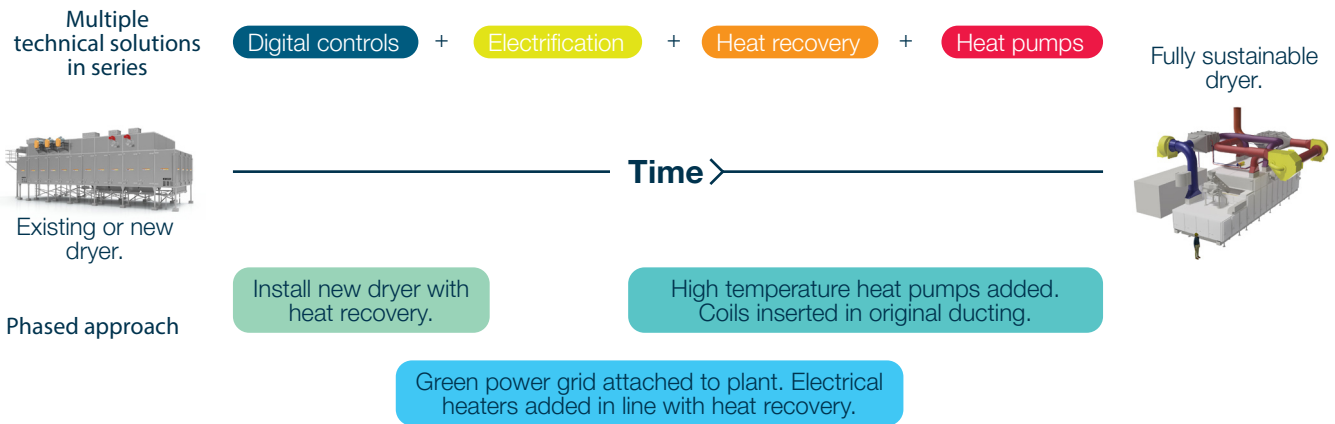 Multiple
technical solutions
in series
Digital controls + Electrification + Heat recovery + Heat pumps
Fully sustainable
dryer.
Time
Existing or new
dryer.
Phased approach
Install new dryer with
heat recovery.
High temperature heat pumps added.
Coils inserted in original ducting.
Green power grid attached to plant. Electrical
heaters added in line with heat recovery.